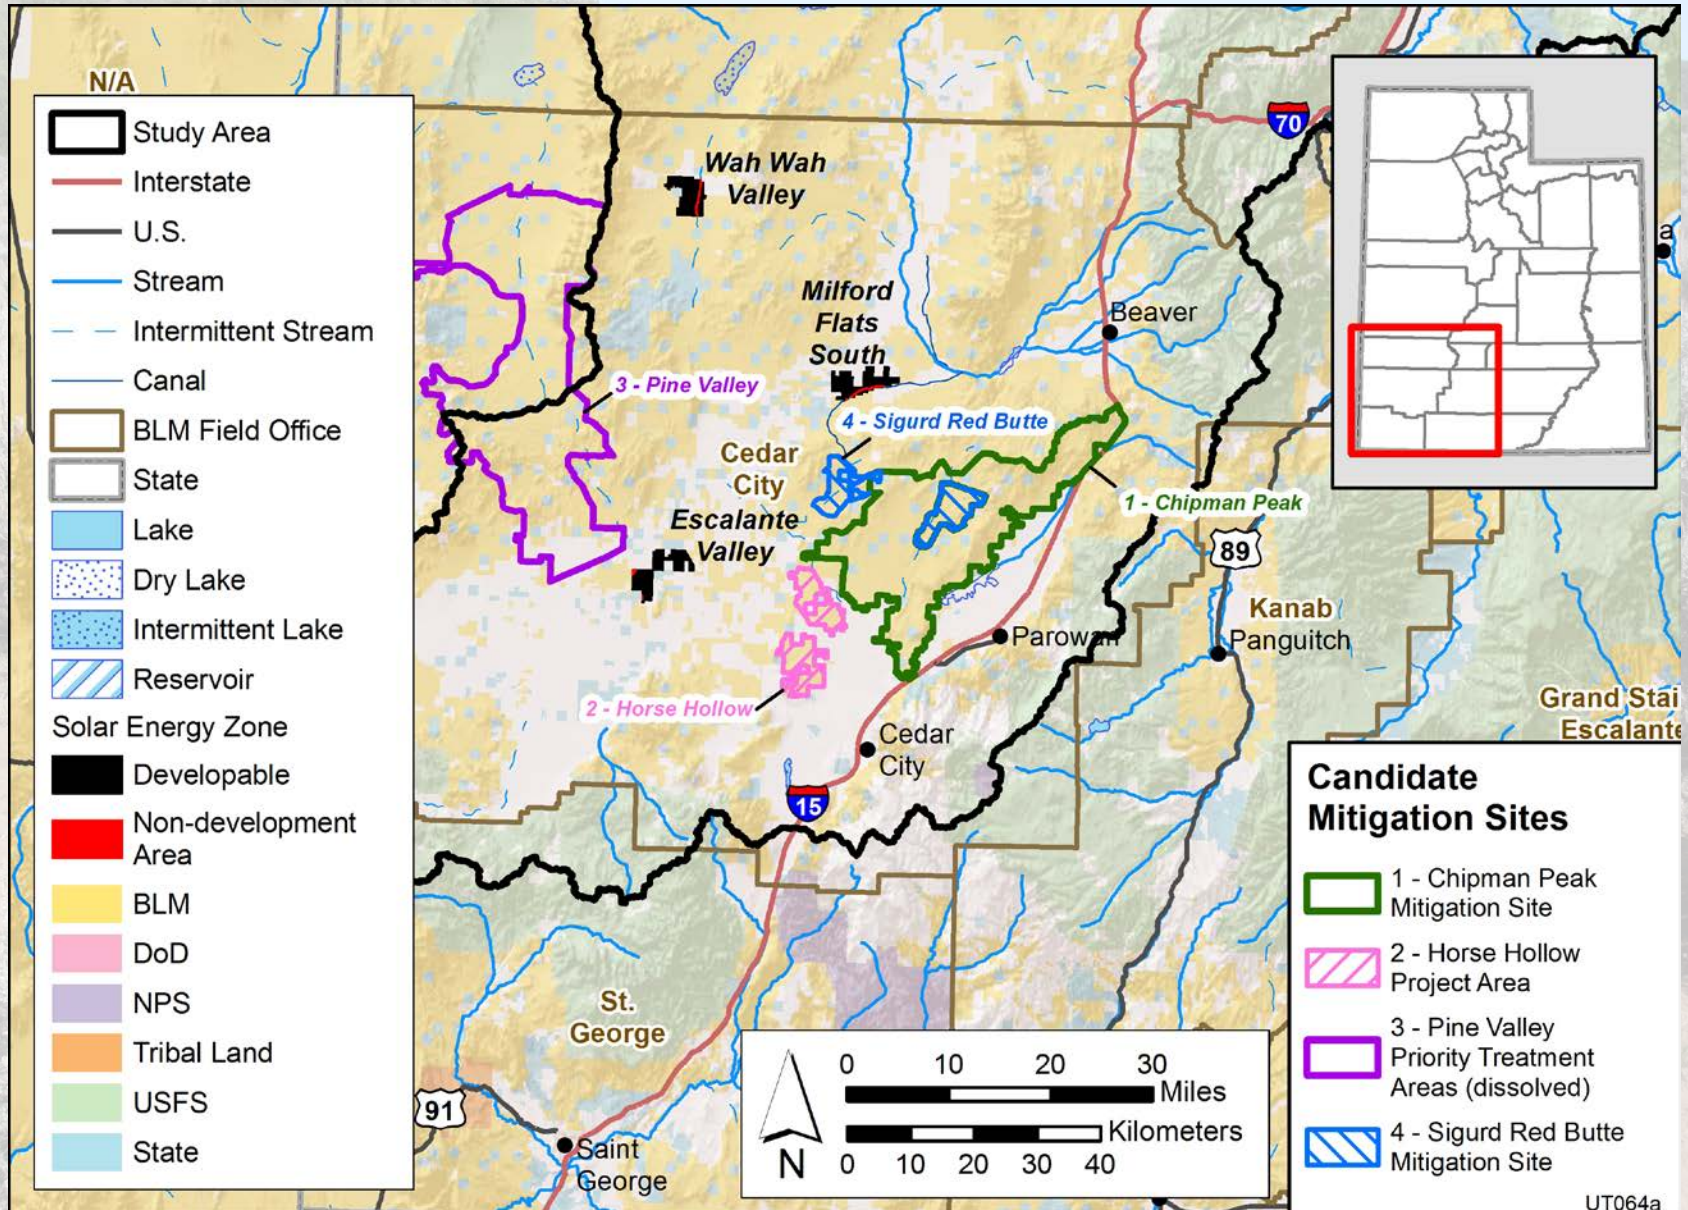 N/A
Study Area
Interstate
U.S.
Stream
Intermittent Stream
Canal
BLM Field Office
State
Lake
Dry Lake
Intermittent Lake
Reservoir
Solar Energy Zone
Developable
Non-development
Area
BLM
DoD
NPS
Tribal Land
USFS
State
Wah Wah
Valley
70
Milford
Flats
South
Beaver
3 - Pine Valley
4 - Sigurd Red Butte
Cedar
City
1 - Chipman Peak
Escalante
Valley
89
Kanab
Parowan
Panguitch
2 - Horse Hollow
Grand Stai
Escalante
Cedar
City
15
St.
George
91
Saint
George
a
0 10 20 30
Miles
Kilometers
0 10 20 30 40
N
Candidate
Mitigation Sites
1 - Chipman Peak
Mitigation Site
2 - Horse Hollow
Project Area
3 - Pine Valley
Priority Treatment
Areas (dissolved)
4 - Sigurd Red Butte
Mitigation Site
UT064a